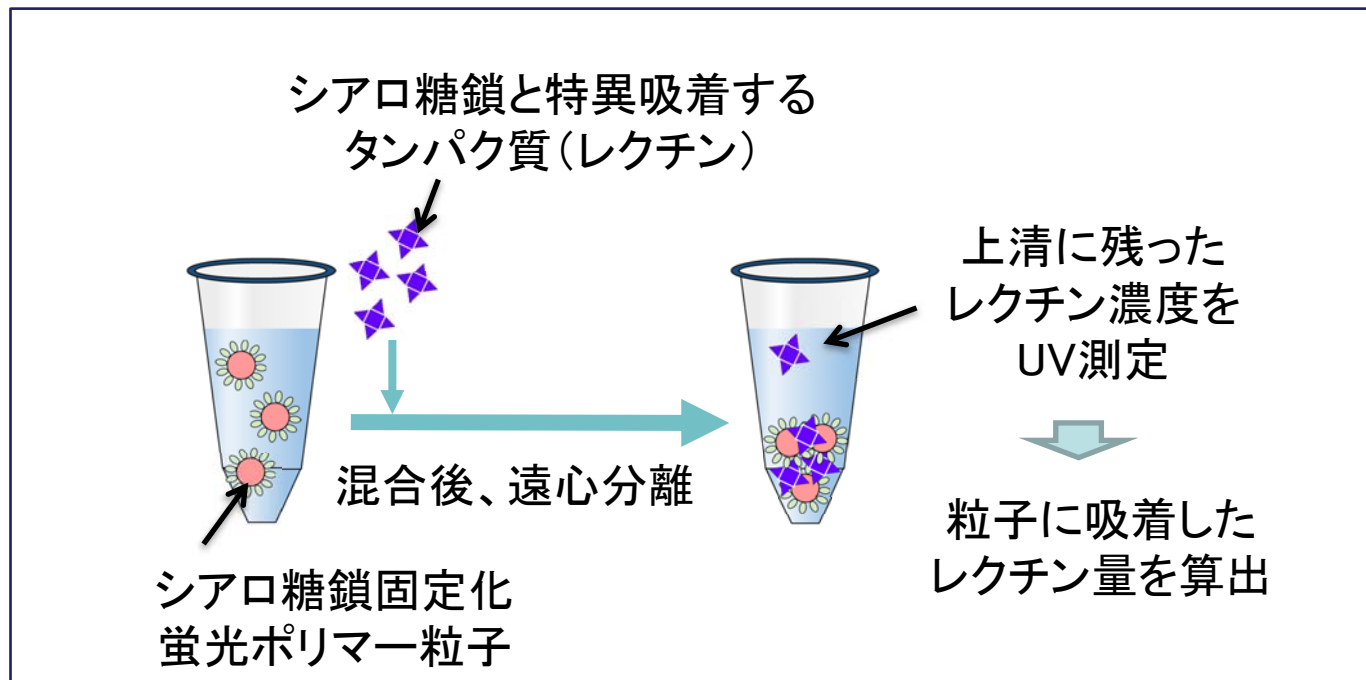 シアロ糖鎖と特異吸着する
タンパク質（レクチン）
上清に残った
レクチン濃度を
UV測定
混合後、遠心分離
粒子に吸着した
レクチン量を算出
シアロ糖鎖固定化
蛍光ポリマー粒子